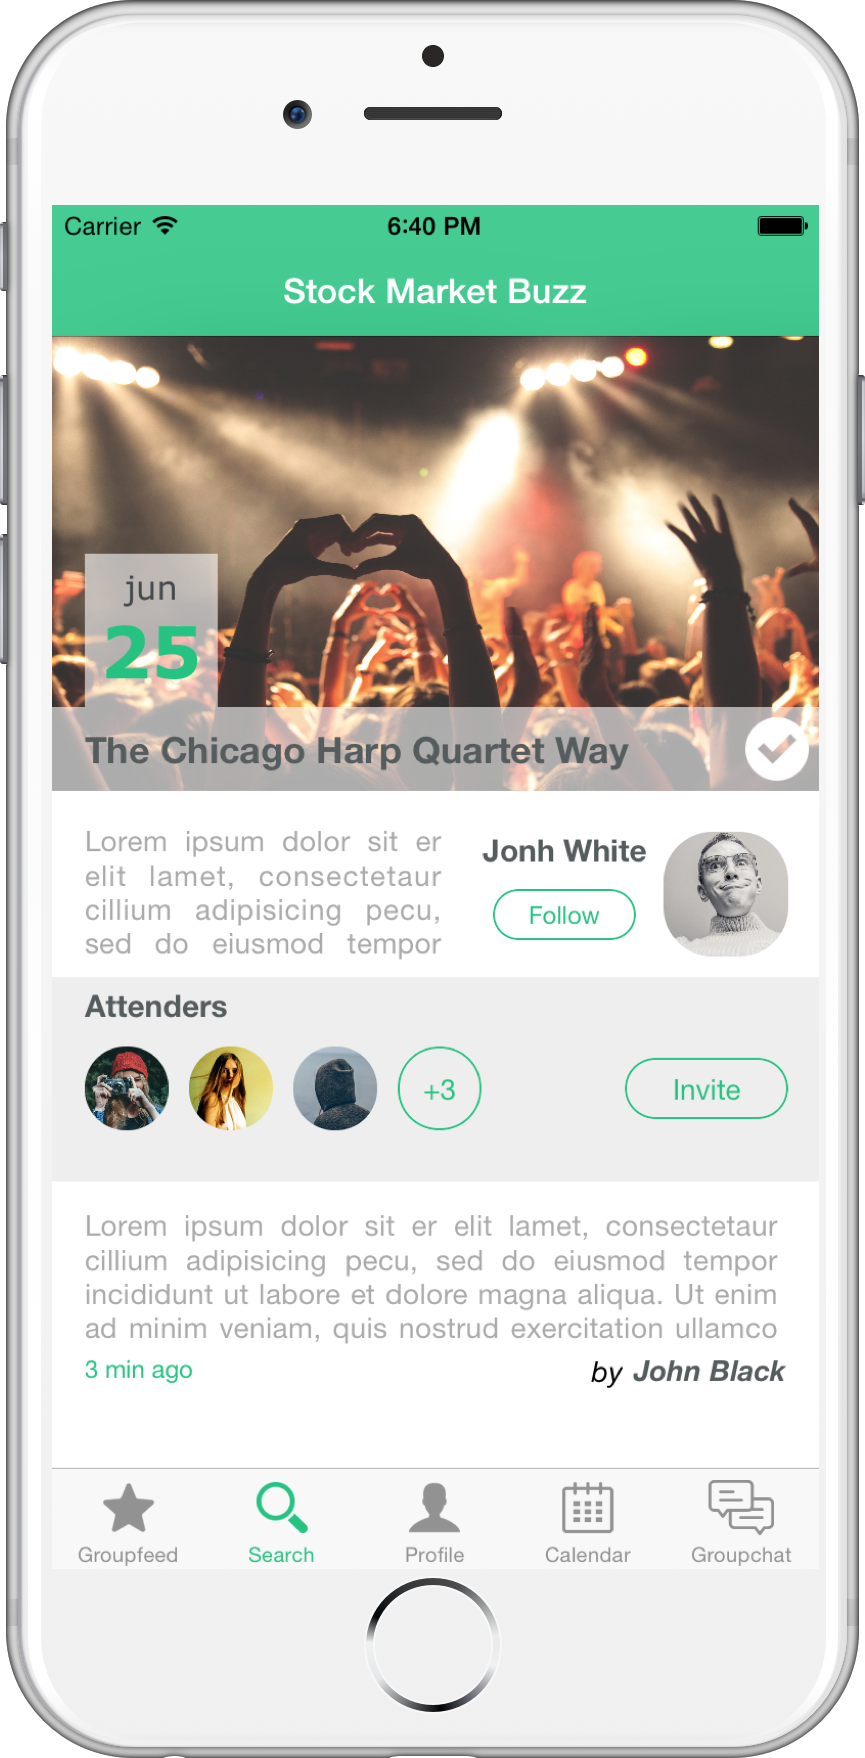 Carrier 6:40 PM
Stock Market Buzz
jun
25
The Chicago Harp Quartet Way
Lorem ipsum dolor sit er
elit lamet, consectetaur
cillium adipisicing pecu,
sed do eiusmod tempor
Jonh White
Follow
Attenders
+3
Invite
Lorem ipsum dolor sit er elit lamet, consectetaur
cillium adipisicing pecu, sed do eiusmod tempor
incididunt ut labore et dolore magna aliqua. Ut enim
ad minim veniam, quis nostrud exercitation ullamco
3 min ago
by John Black
Groupfeed Search Profile Calendar Groupchat